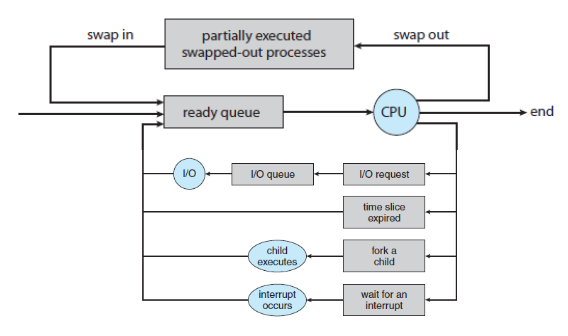 swap in
partially executed
swapped-out processes
swap out
ready queue
CPU
end
I/O
I/O queue
I/O request
time slice
expired
child
executes
fork a
child
interrupt
occurs
wait for an
interrupt